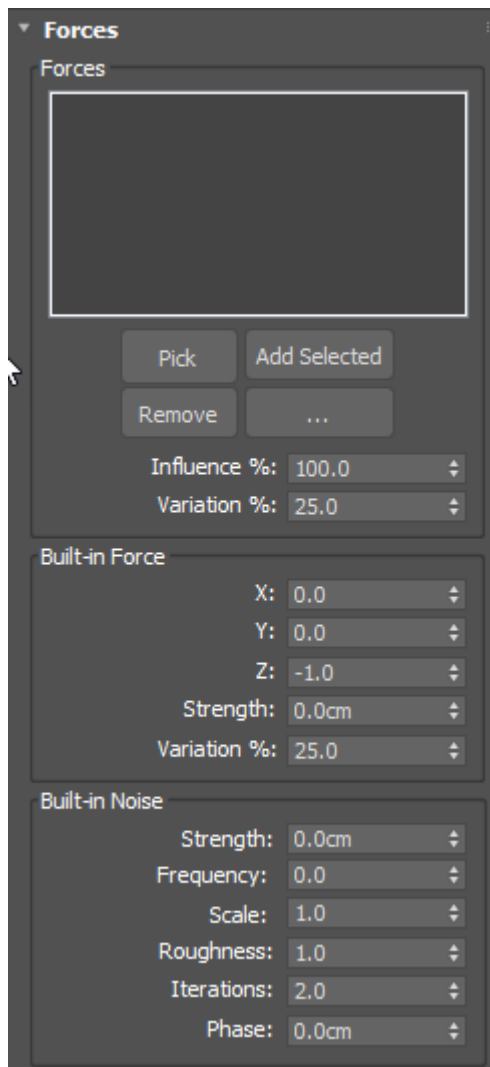 Forces
Forces
Pick Add Selected
Remove ...
Influence %: 100.0
Variation %: 25.0
Built-in Force
X: 0.0
Y: 0.0
Z: -1.0
Strength: 0.0cm
Variation %: 25.0
Built-in Noise
Strength: 0.0cm
Frequency: 0.0
Scale: 1.0
Roughness: 1.0
Iterations: 2.0
Phase: 0.0cm